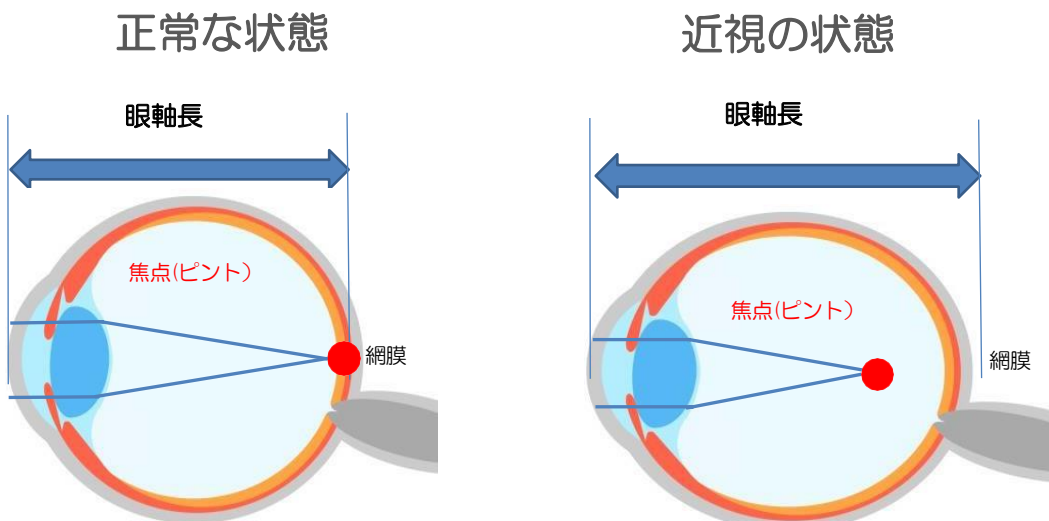 正常な状態
近視の状態
眼軸長
眼軸長
焦点(ピント）
焦点(ピント）
網膜
網膜